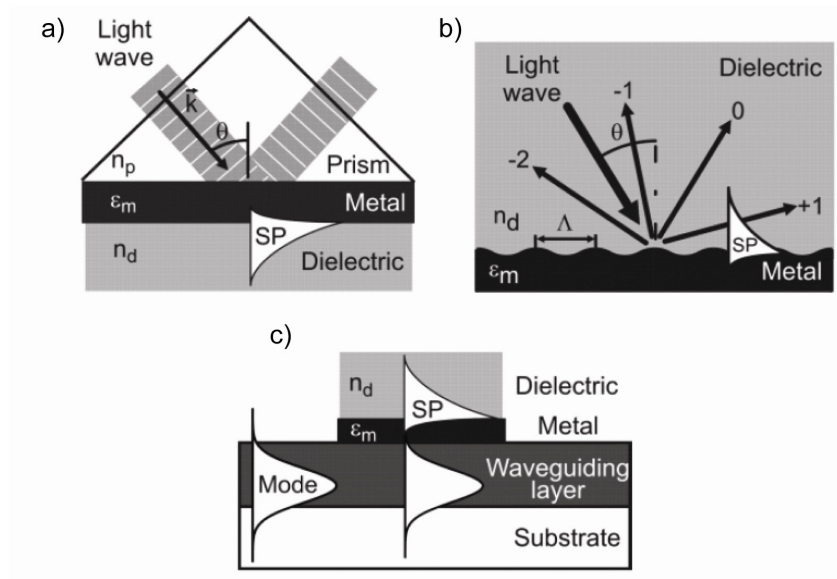 a)
Light
wave
k
θ
n_p
Prism
ε_m
Metal
SP
n_d
Dielectric
b)
Light
wave
Dielectric
-1
0
θ
-2
+1
n_d
Λ
SP
ε_m
Metal
c)
n_d
SP
Dielectric
ε_m
Metal
Mode
Waveguiding
layer
Substrate